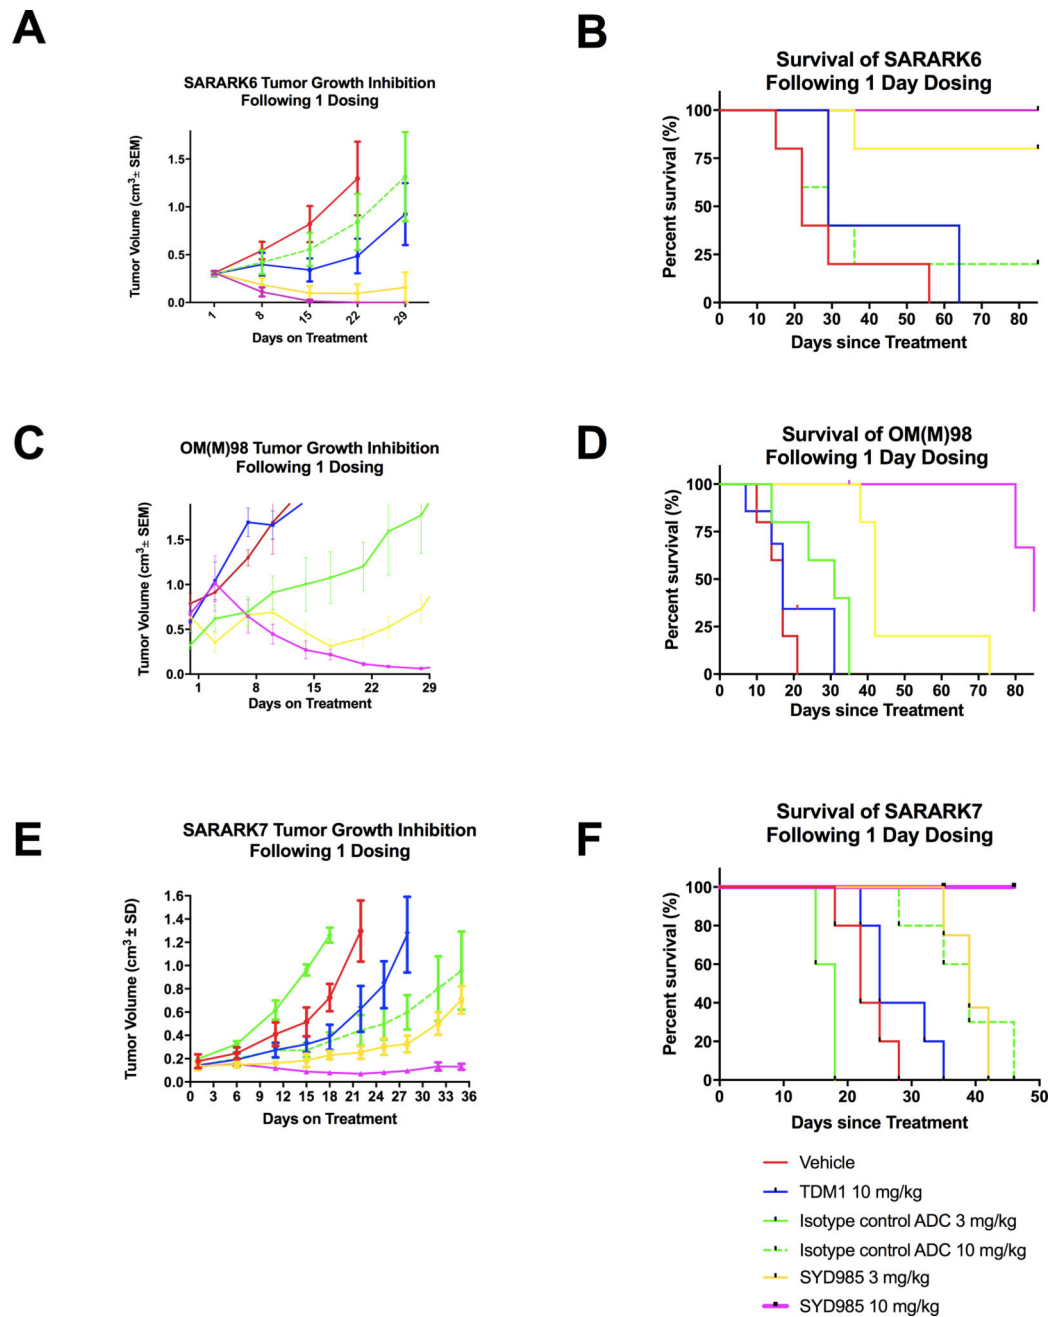 A
SARARK6 Tumor Growth Inhibition
Following 1 Dosing
Tumor Volume (cm³± SEM)
1.5
1.0
0.5
0.0
1 8 15 22 29
Days on Treatment
B
Survival of SARARK6
Following 1 Day Dosing
Percent survival (%)
100
75
50
25
0
0 10 20 30 40 50 60 70 80
Days since Treatment
C
OM(M)98 Tumor Growth Inhibition
Following 1 Dosing
Tumor Volume (cm³± SEM)
1.5
1.0
0.5
0.0
1 8 15 22 29
Days on Treatment
D
Survival of OM(M)98
Following 1 Day Dosing
Percent survival (%)
100
75
50
25
0
0 10 20 30 40 50 60 70 80
Days since Treatment
E
SARARK7 Tumor Growth Inhibition
Following 1 Dosing
Tumor Volume (cm³ ± SD)
1.6
1.4
1.2
1.0
0.8
0.6
0.4
0.2
0.0
0 3 6 9 12 15 18 21 24 27 30 33 36
Days on Treatment
F
Survival of SARARK7
Following 1 Day Dosing
Percent survival (%)
100
80
60
40
20
0
0 10 20 30 40 50
Days since Treatment
Vehicle
TDM1 10 mg/kg
Isotype control ADC 3 mg/kg
Isotype control ADC 10 mg/kg
SYD985 3 mg/kg
SYD985 10 mg/kg